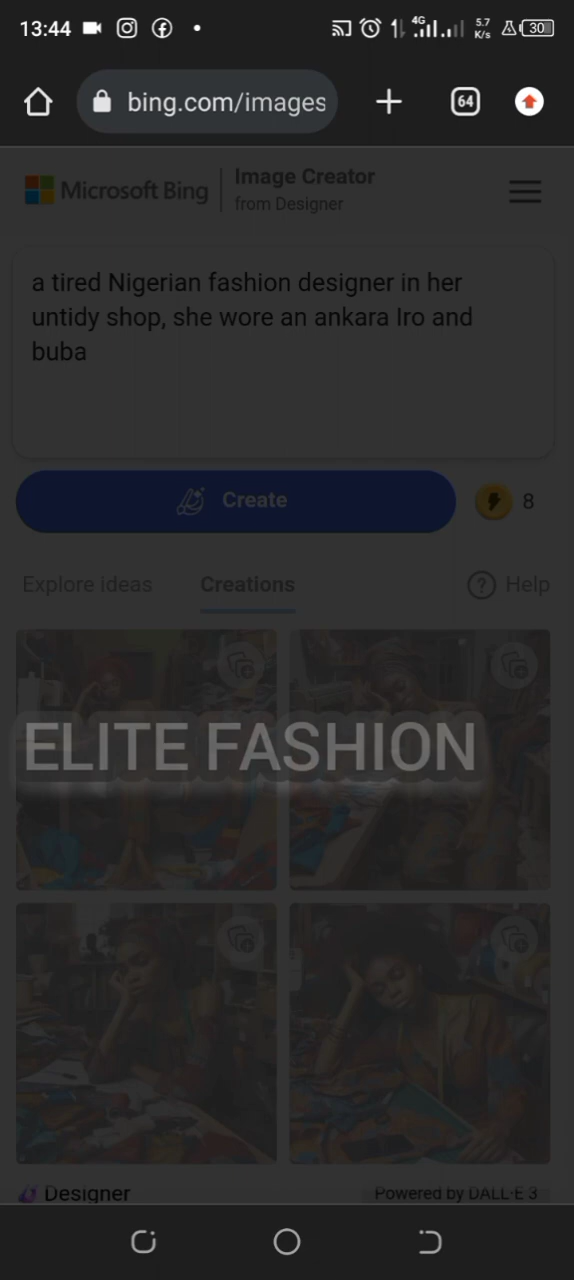 13:44
4G
5.7
K/s
30
bing.com/images
64
Microsoft Bing
Image Creator
from Designer
a tired Nigerian fashion designer in her
untidy shop, she wore an ankara Iro and
buba
Create
8
Explore ideas
Creations
? Help
ELITE FASHION
Designer
Powered by DALL·E 3